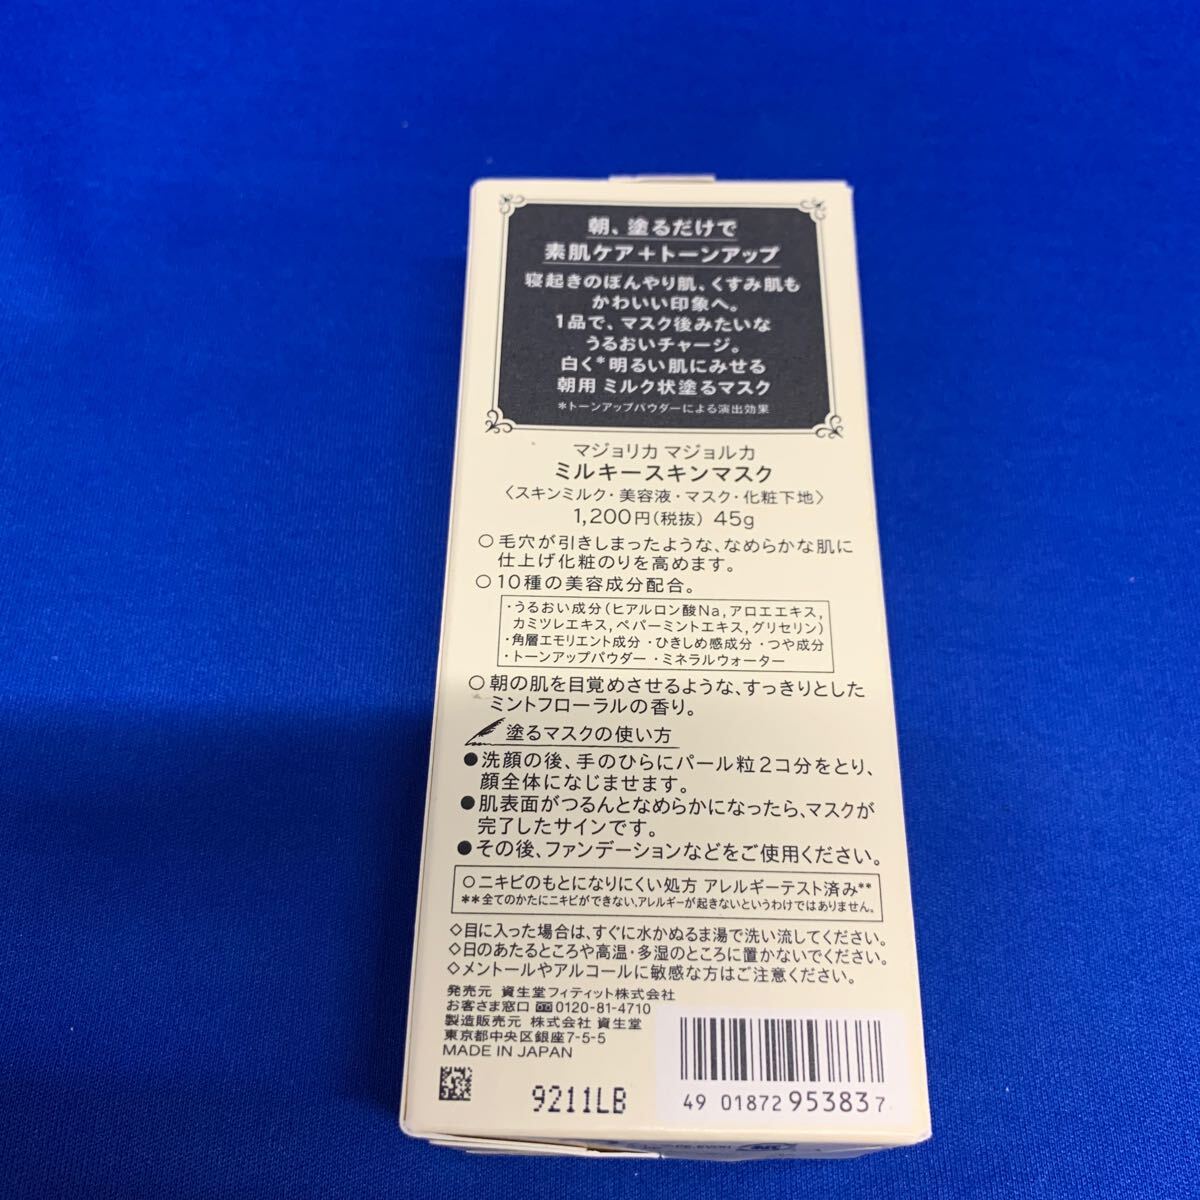 朝、塗るだけで
素肌ケア+トーンアップ
寝起きのぼんやり肌、くすみ肌も
かわいい印象へ。
1品で、マスク後みたいな
うるおいチャージ。
白く*明るい肌にみせる
朝用 ミルク状塗るマスク
*トーンアップパウダーによる演出効果
マジョリカ マジョルカ
ミルキースキンマスク
〈スキンミルク・美容液・マスク・化粧下地〉
1,200円(税抜) 45g
○毛穴が引きしまったような、なめらかな肌に
仕上げ化粧のりを高めます。
○10種の美容成分配合。
・うるおい成分(ヒアルロン酸Na,アロエエキス,
カミツレエキス,ペパーミントエキス,グリセリン)
・角層エモリエント成分・ひきしめ感成分・つや成分
・トーンアップパウダー・ミネラルウォーター
○朝の肌を目覚めさせるような、すっきりとした
ミントフローラルの香り。
塗るマスクの使い方
●洗顔の後、手のひらにパール粒2コ分をとり、
顔全体になじませます。
●肌表面がつるんとなめらかになったら、マスクが
完了したサインです。
●その後、ファンデーションなどをご使用ください。
○ニキビのもとになりにくい処方 アレルギーテスト済み**
**全てのかたにニキビができない、アレルギーが起きないというわけではありません。
◇目に入った場合は、すぐに水かぬるま湯で洗い流してください。
◇日のあたるところや高温・多湿のところに置かないでください。
◇メントールやアルコールに敏感な方はご注意ください。
発売元 資生堂フィティット株式会社
お客さま窓口 0120-81-4710
製造販売元 株式会社 資生堂
東京都中央区銀座7-5-5
MADE IN JAPAN
9211LB
49 01872 95383 7